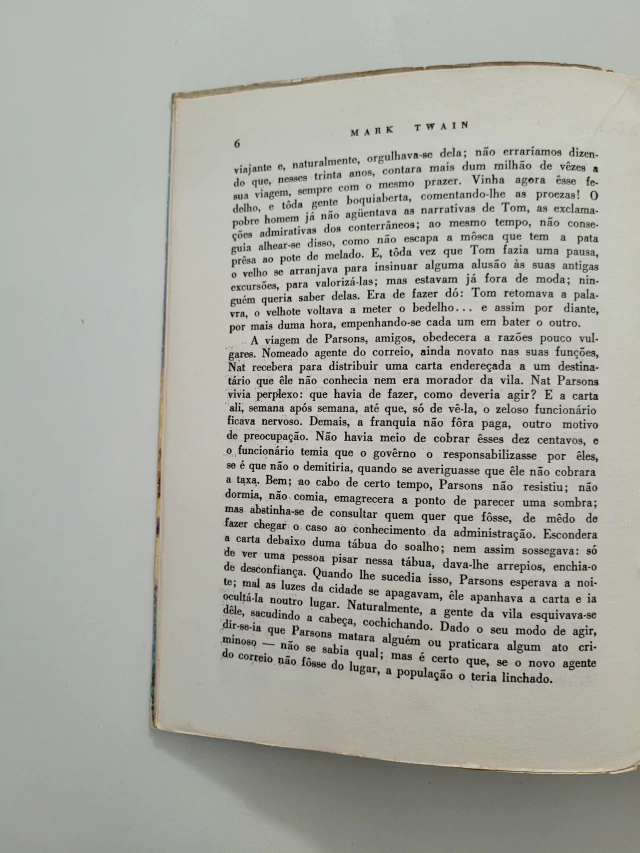 6
MARK TWAIN
viajante e, naturalmente, orgulhava-se dela; não erraríamos dizen-
do que, nesses trinta anos, contara mais dum milhão de vêzes a
sua viagem, sempre com o mesmo prazer. Vinha agora êsse fe-
delho, e tôda gente boquiaberta, comentando-lhe as proezas! O
pobre homem já não agüentava as narrativas de Tom, as exclama-
ções admirativas dos conterrâneos; ao mesmo tempo, não conse-
guia alhear-se disso, como não escapa a môsca que tem a pata
prêsa ao pote de melado. E, tôda vez que Tom fazia uma pausa,
o velho se arranjava para insinuar alguma alusão às suas antigas
excursões, para valorizá-las; mas estavam já fora de moda; nin-
guém queria saber delas. Era de fazer dó: Tom retomava a pala-
vra, o velhote voltava a meter o bedelho... e assim por diante,
por mais duma hora, empenhando-se cada um em bater o outro.
A viagem de Parsons, amigos, obedecera a razões pouco vul-
gares. Nomeado agente do correio, ainda novato nas suas funções,
Nat recebera para distribuir uma carta endereçada a um destina-
tário que êle não conhecia nem era morador da vila. Nat Parsons
vivia perplexo: que havia de fazer, como deveria agir? E a carta
ali, semana após semana, até que, só de vê-la, o zeloso funcionário
ficava nervoso. Demais, a franquia não fôra paga, outro motivo
de preocupação. Não havia meio de cobrar êsses dez centavos, e
o funcionário temia que o govêrno o responsabilizasse por êles,
se é que não o demitiria, quando se averiguasse que êle não cobrara
a taxa. Bem; ao cabo de certo tempo, Parsons não resistiu; não
dormia, não comia, emagrecera a ponto de parecer uma sombra;
mas abstinha-se de consultar quem quer que fôsse, de mêdo de
fazer chegar o caso ao conhecimento da administração. Escondera
a carta debaixo duma tábua do soalho; nem assim sossegava: só
de ver uma pessoa pisar nessa tábua, dava-lhe arrepios, enchia-o
de desconfiança. Quando lhe sucedia isso, Parsons esperava a noi-
te; mal as luzes da cidade se apagavam, êle apanhava a carta e ia
ocultá-la noutro lugar. Naturalmente, a gente da vila esquivava-se
dêle, sacudindo a cabeça, cochichando. Dado o seu modo de agir,
dir-se-ia que Parsons matara alguém ou praticara algum ato cri-
minoso — não se sabia qual; mas é certo que, se o novo agente
do correio não fôsse do lugar, a população o teria linchado.